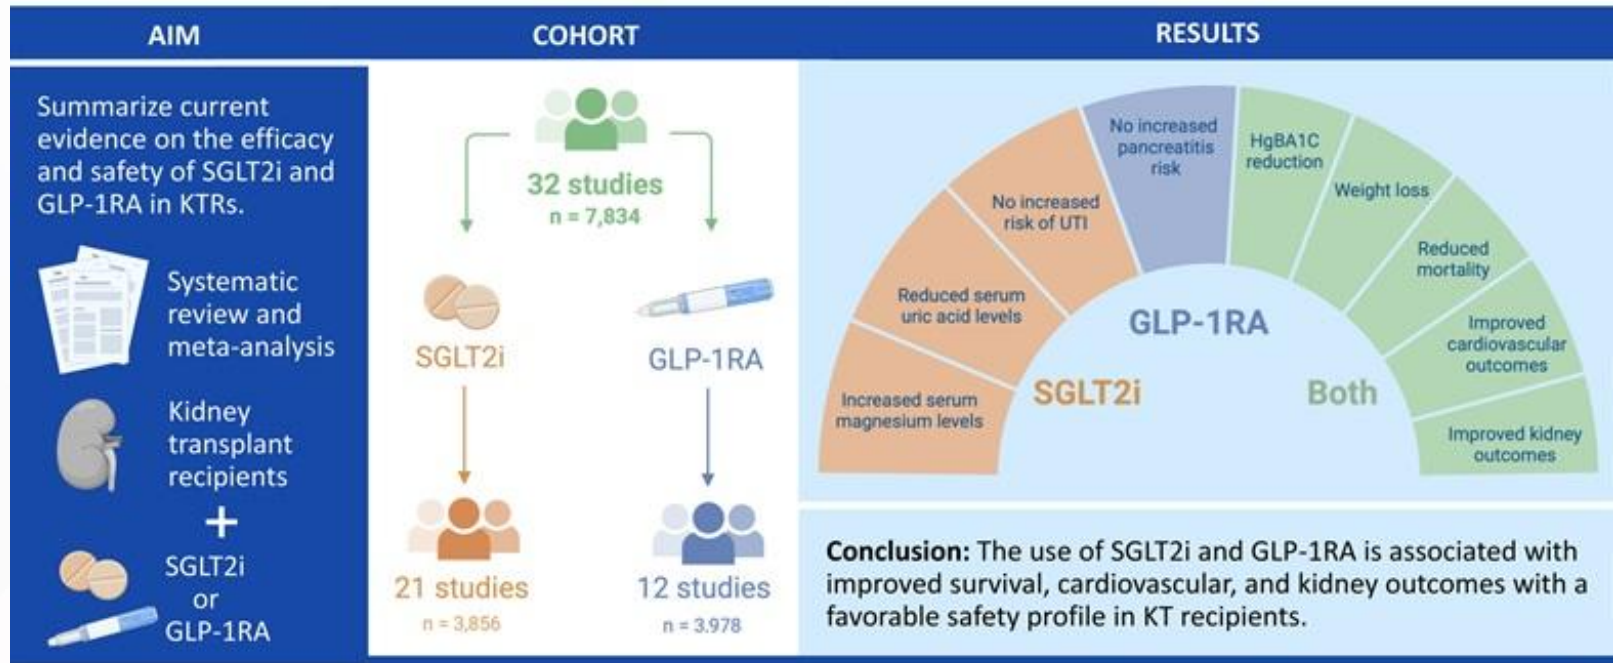 AIM
Summarize current
evidence on the efficacy
and safety of SGLT2i and
GLP-1RA in KTRs.
Systematic
review and
meta-analysis
Kidney
transplant
recipients
+
SGLT2i
or
GLP-1RA
COHORT
32 studies
n = 7,834
SGLT2i
GLP-1RA
21 studies
n = 3,856
12 studies
n = 3.978
RESULTS
Increased serum
magnesium levels
Reduced serum
uric acid levels
No increased
risk of UTI
No increased
pancreatitis
risk
HgBA1C
reduction
Weight loss
Reduced
mortality
Improved
cardiovascular
outcomes
Improved kidney
outcomes
SGLT2i
GLP-1RA
Both
Conclusion: The use of SGLT2i and GLP-1RA is associated with
improved survival, cardiovascular, and kidney outcomes with a
favorable safety profile in KT recipients.